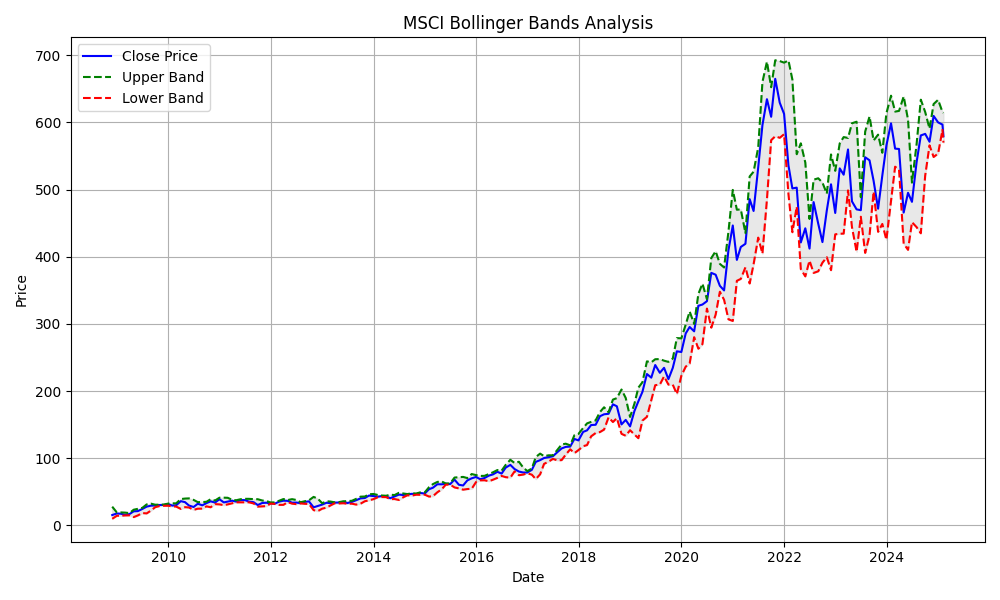 MSCI Bollinger Bands Analysis
Close Price
Upper Band
Lower Band
Price
700
600
500
400
300
200
100
0
2010 2012 2014 2016 2018 2020 2022 2024
Date